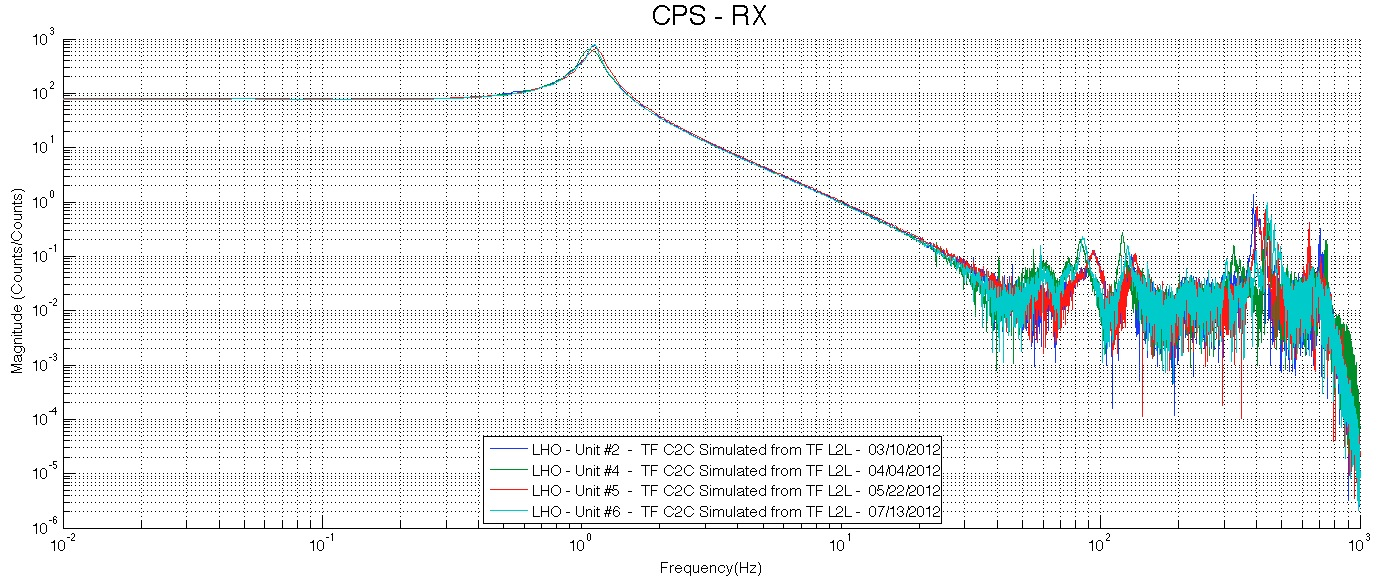 CPS - RX
10^3
10^2
10^1
10^0
10^-1
10^-2
10^-3
10^-4
10^-5
10^-6
Magnitude (Counts/Counts)
LHO - Unit #2 - TF C2C Simulated from TF L2L - 03/10/2012
LHO - Unit #4 - TF C2C Simulated from TF L2L - 04/04/2012
LHO - Unit #5 - TF C2C Simulated from TF L2L - 05/22/2012
LHO - Unit #6 - TF C2C Simulated from TF L2L - 07/13/2012
10^-2 10^-1 10^0 10^1 10^2 10^3
Frequency(Hz)